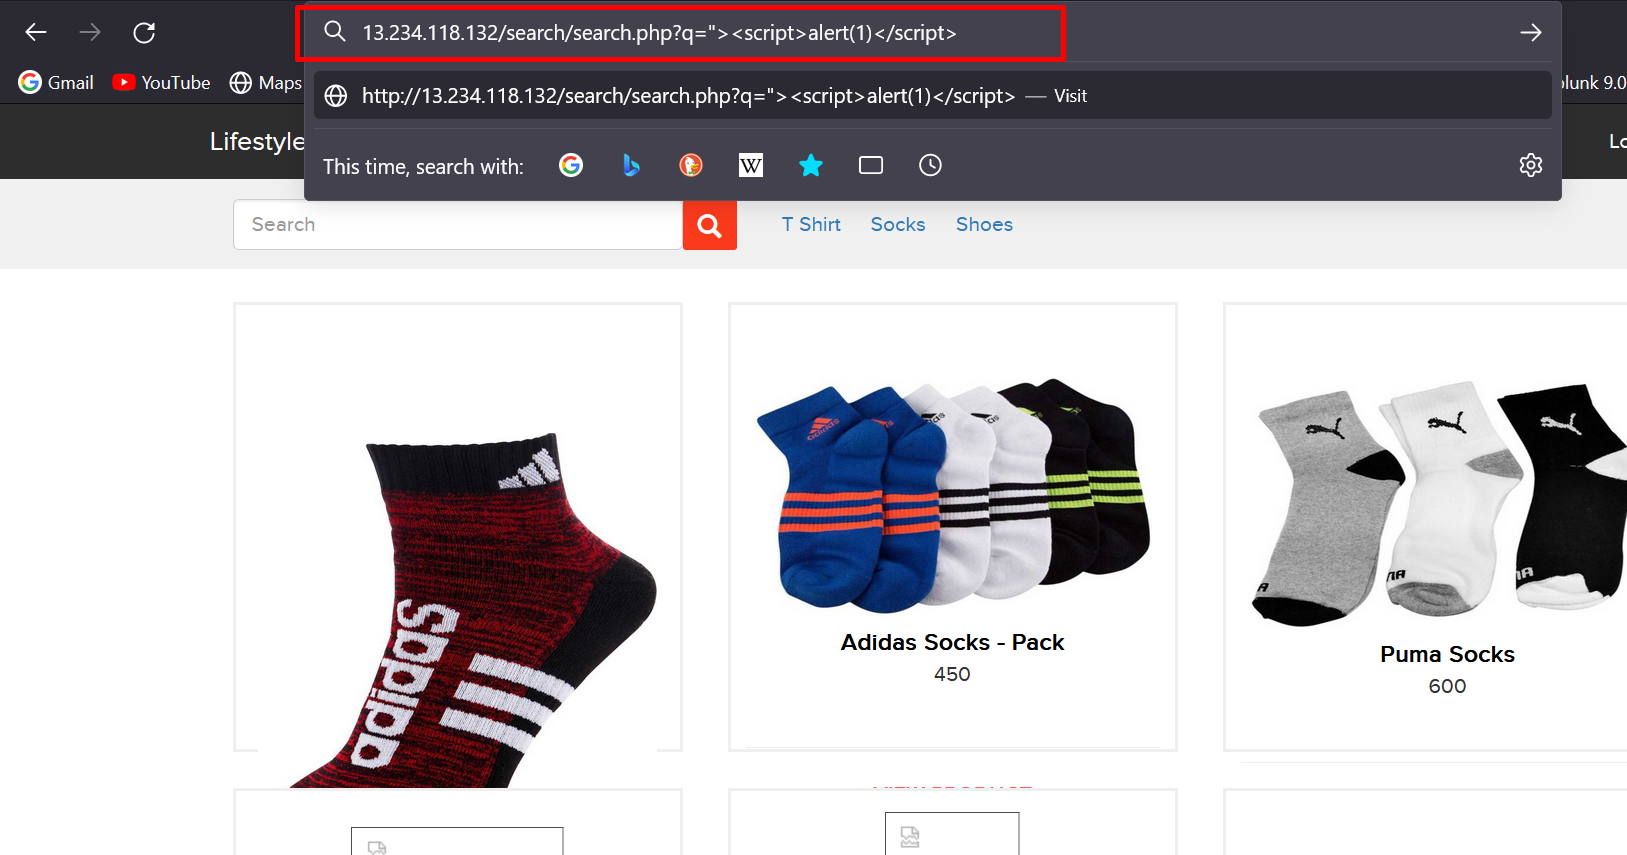 13.234.118.132/search/search.php?q="><script>alert(1)</script>
Gmail YouTube Maps
http://13.234.118.132/search/search.php?q="><script>alert(1)</script> — Visit
lunk 9.0
Lifestyle
Lo
This time, search with:
W
Search
T Shirt Socks Shoes
adidas
adidas
Adidas Socks - Pack
450
Puma Socks
600